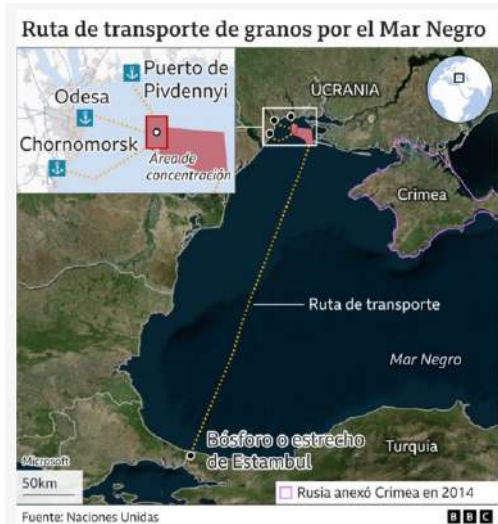 Ruta de transporte de granos por el Mar Negro
Puerto de
Pivdennyi
Odesa
Chornomorsk
Área de
concentración
UCRANIA
Crimea
Ruta de transporte
Mar Negro
Bósforo o estrecho
de Estambul
Turquía
Microsoft
50km
Rusia anexó Crimea en 2014
Fuente: Naciones Unidas
BBC